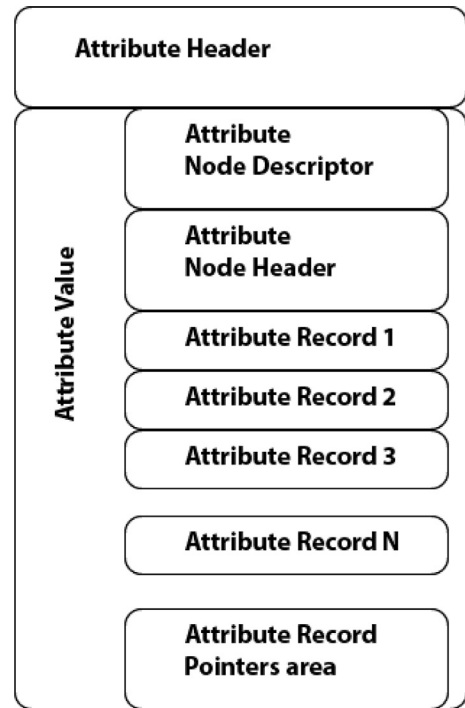 Attribute Header
Attribute Value
Attribute
Node Descriptor
Attribute
Node Header
Attribute Record 1
Attribute Record 2
Attribute Record 3
Attribute Record N
Attribute Record
Pointers area